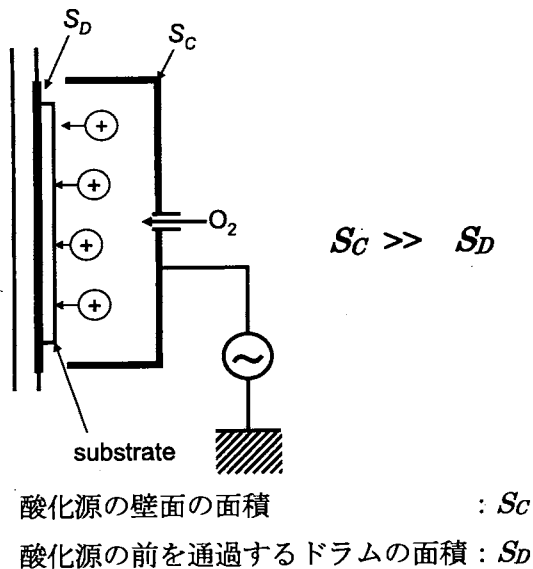 S_D
S_C
+
+
+
+
O₂
S_C >> S_D
~
substrate
酸化源の壁面の面積 : S_C
酸化源の前を通過するドラムの面積 : S_D